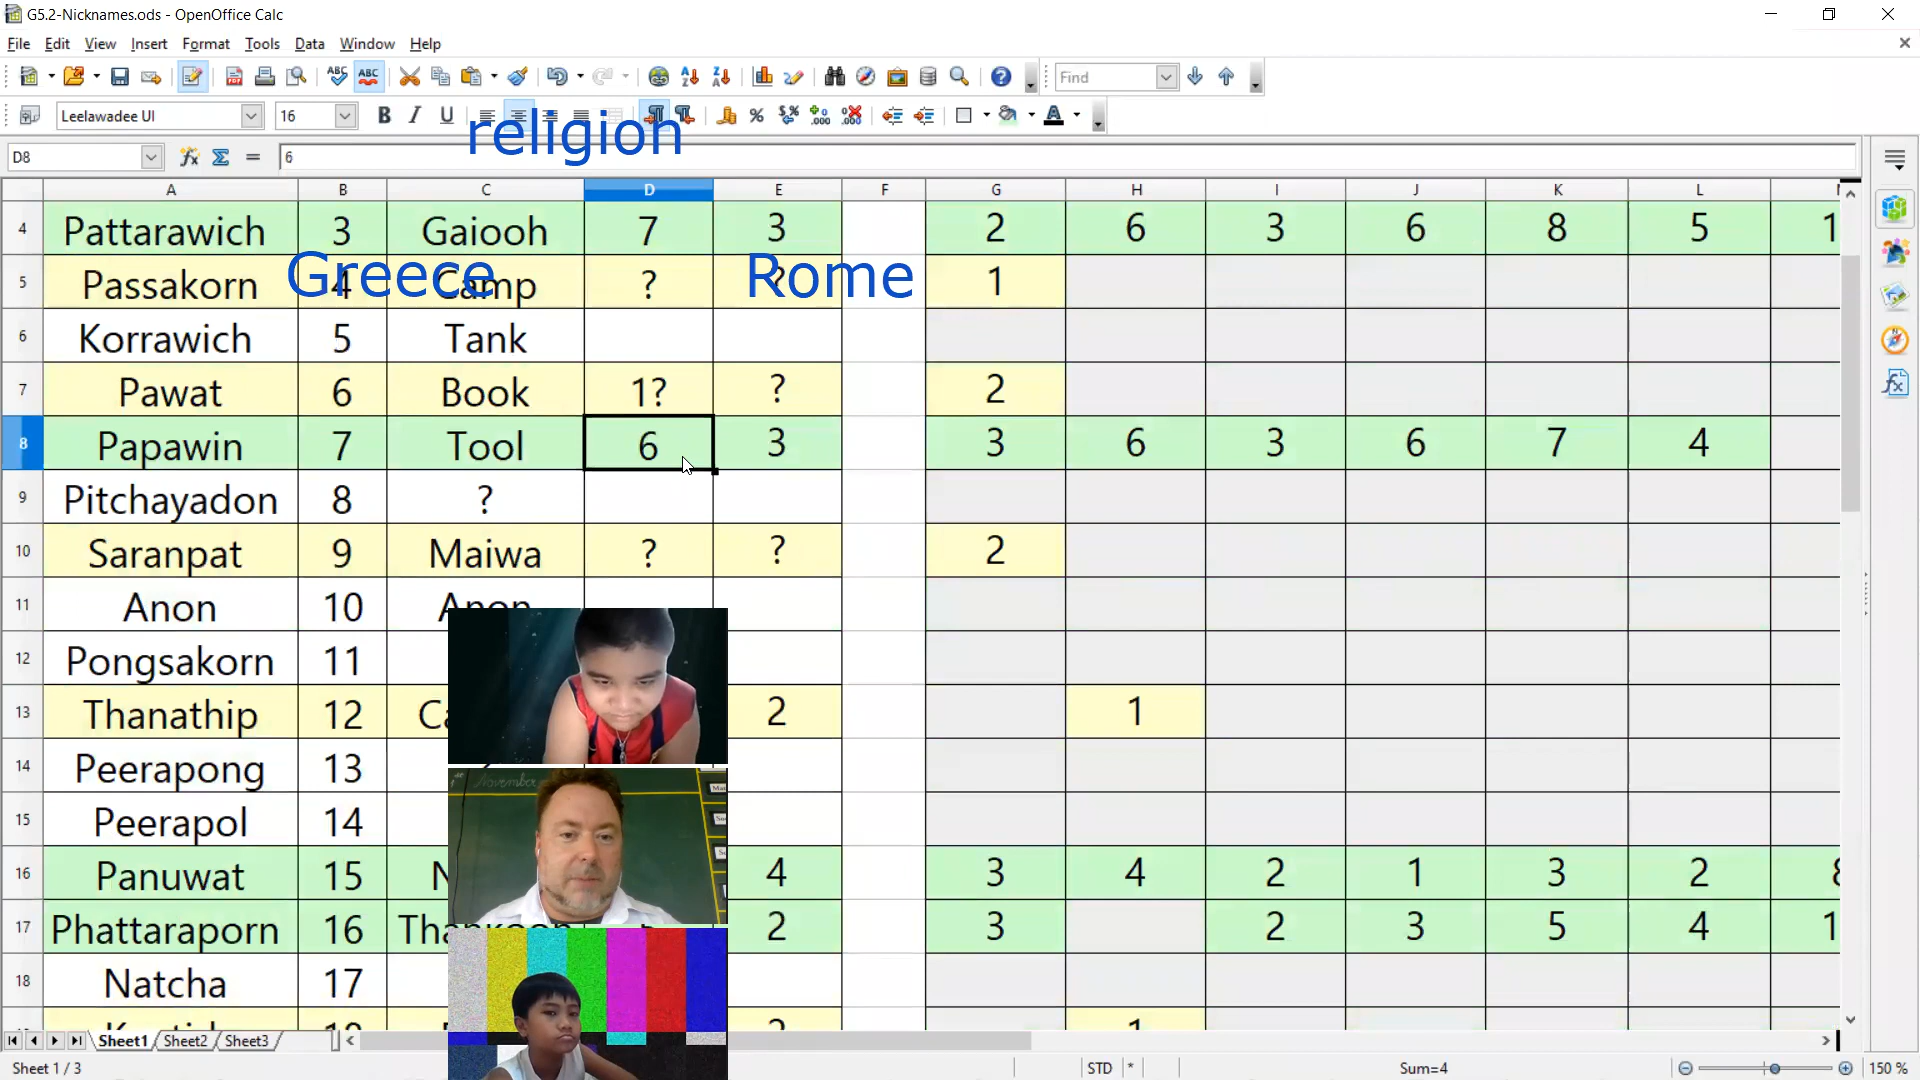 G5.2-Nicknames.ods - OpenOffice Calc
File Edit View Insert Format Tools Data Window Help
Find
Leelawadee UI 16
religion
D8 6
A B C D E F G H I J K L
4 Pattarawich 3 Gaiooh 7 3 2 6 3 6 8 5 1
Greece Rome
5 Passakorn 4 Camp ? ? 1
6 Korrawich 5 Tank
7 Pawat 6 Book 1? ? 2
8 Papawin 7 Tool 6 3 3 6 3 6 7 4
9 Pitchayadon 8 ?
10 Saranpat 9 Maiwa ? ? 2
11 Anon 10 Anon
12 Pongsakorn 11
13 Thanathip 12 2 1
14 Peerapong 13
15 Peerapol 14
November
16 Panuwat 15 4 3 4 2 1 3 2 8
17 Phattaraporn 16 2 3 2 3 5 4 1
18 Natcha 17
Sheet1 Sheet2 Sheet3
Sheet 1 / 3 STD * Sum=4 150 %